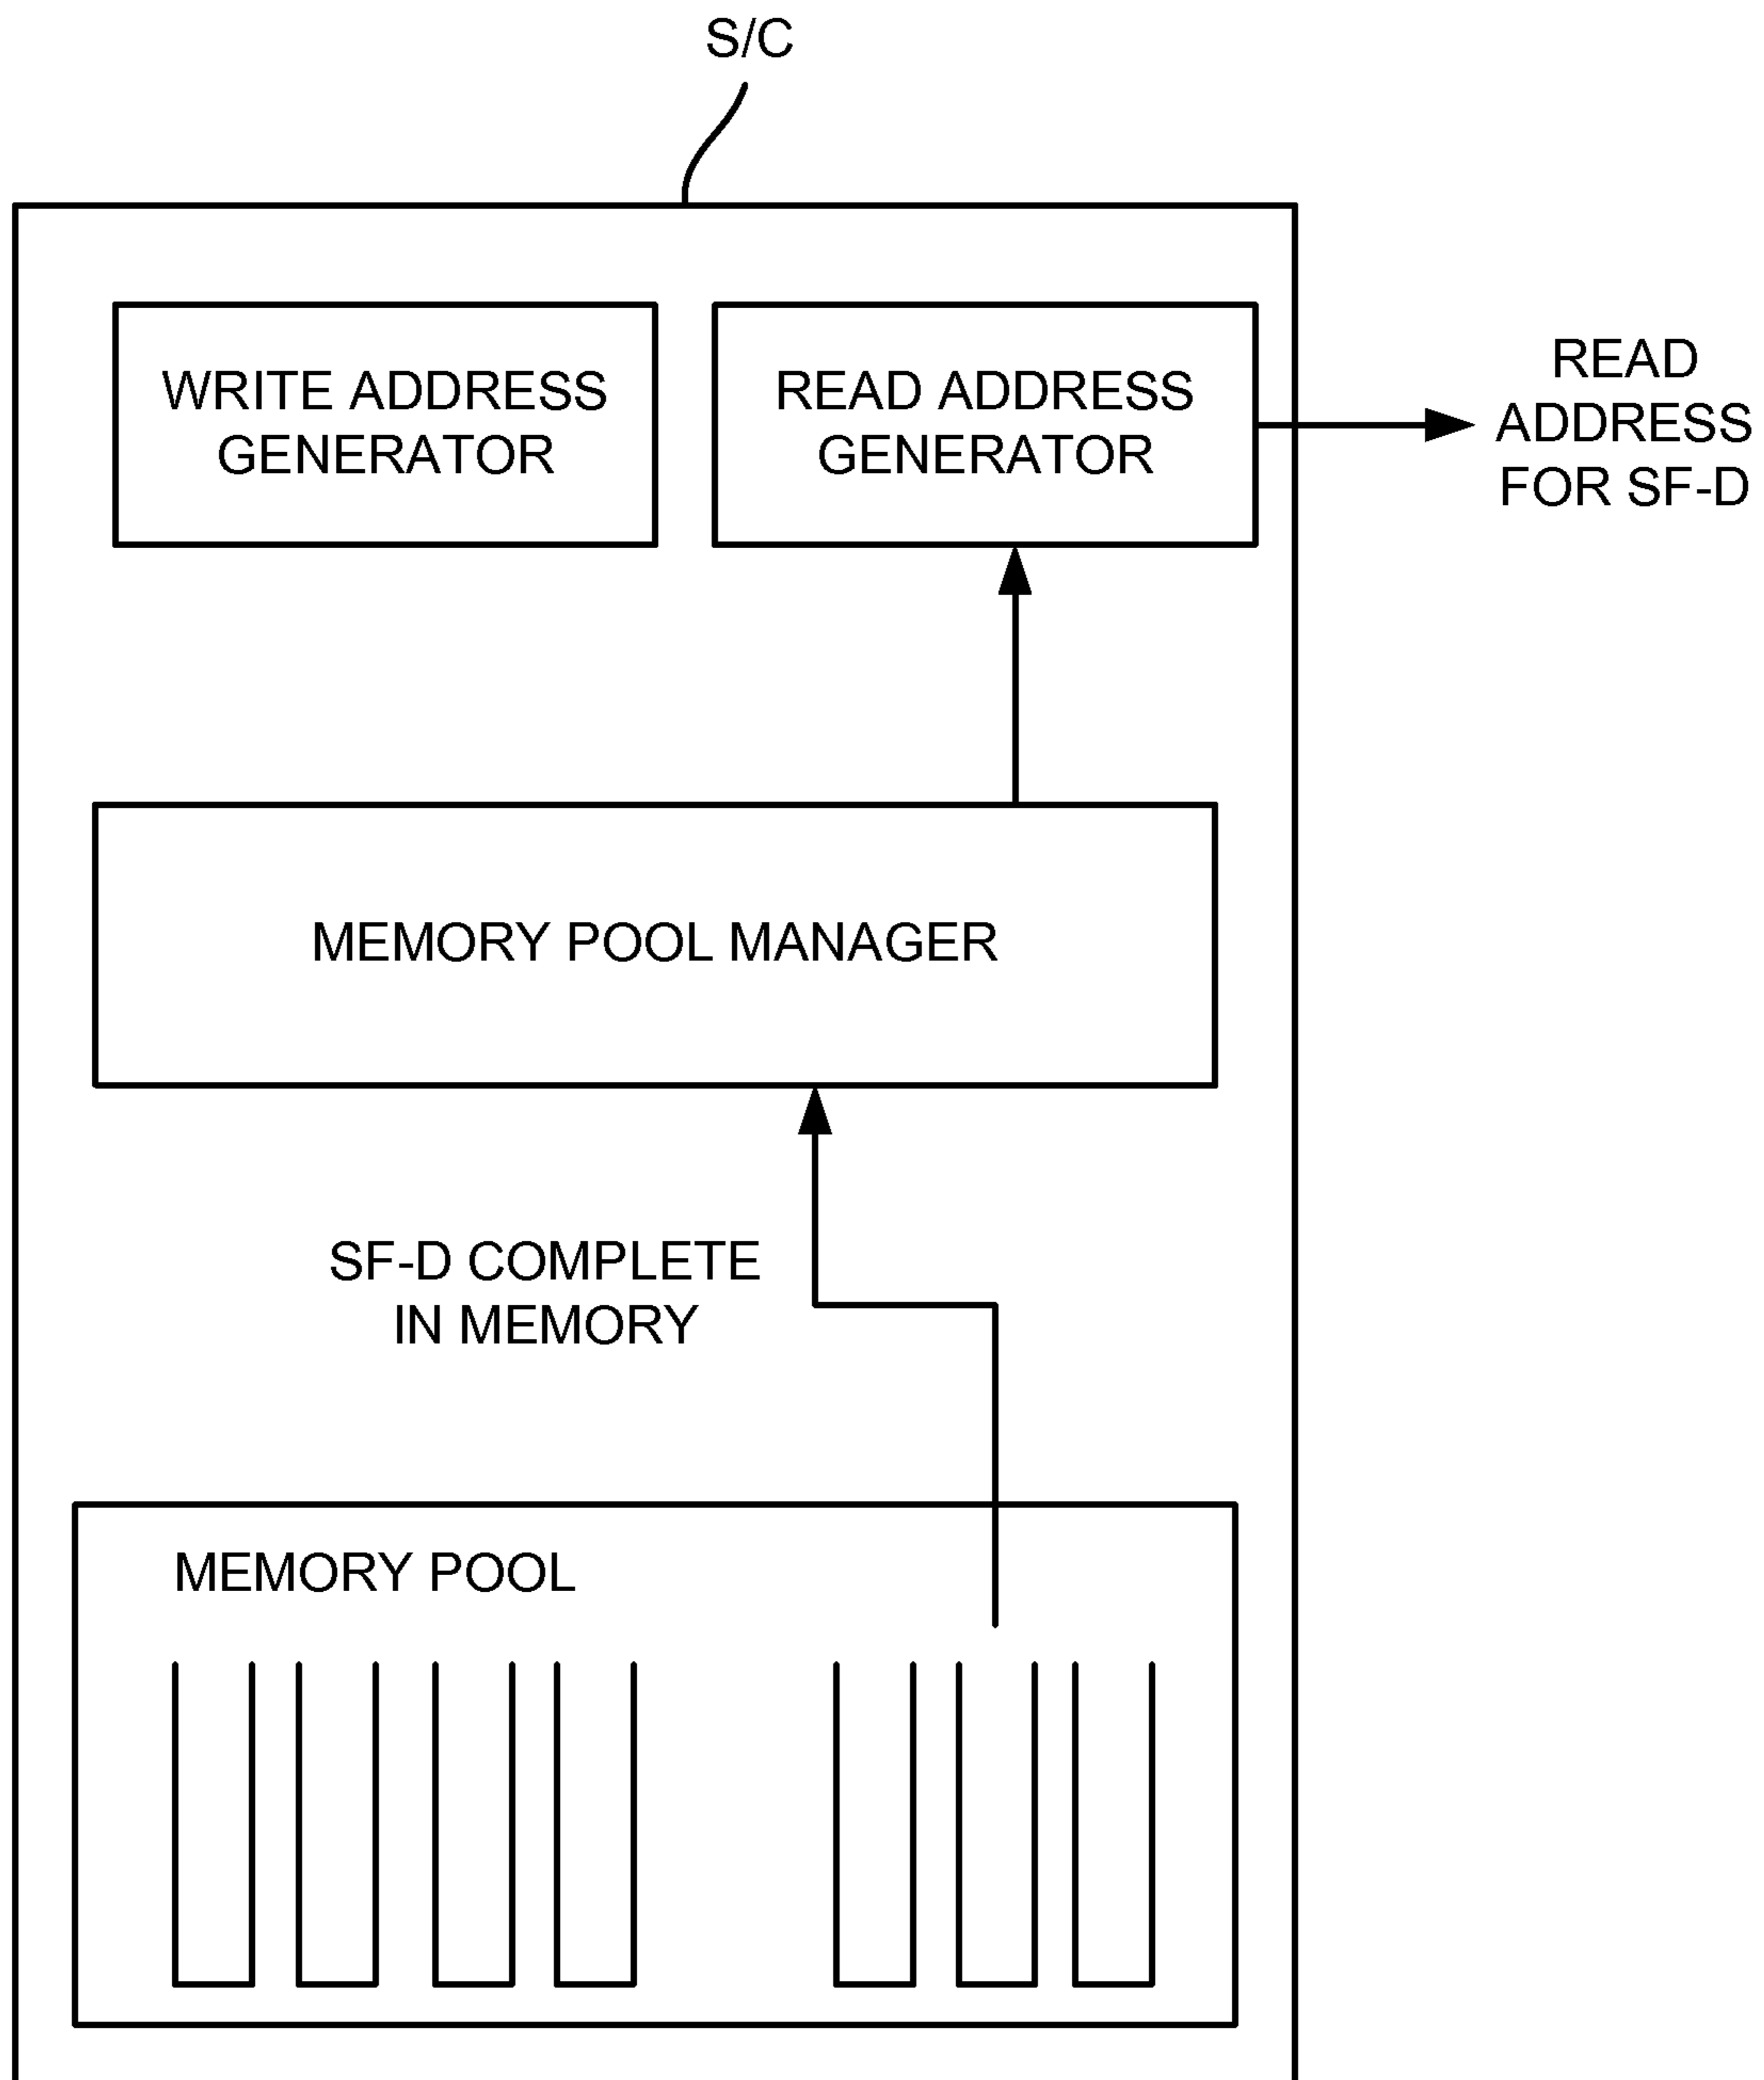 S/C
WRITE ADDRESS
GENERATOR
READ ADDRESS
GENERATOR
READ
ADDRESS
FOR SF-D
MEMORY POOL MANAGER
SF-D COMPLETE
IN MEMORY
MEMORY POOL